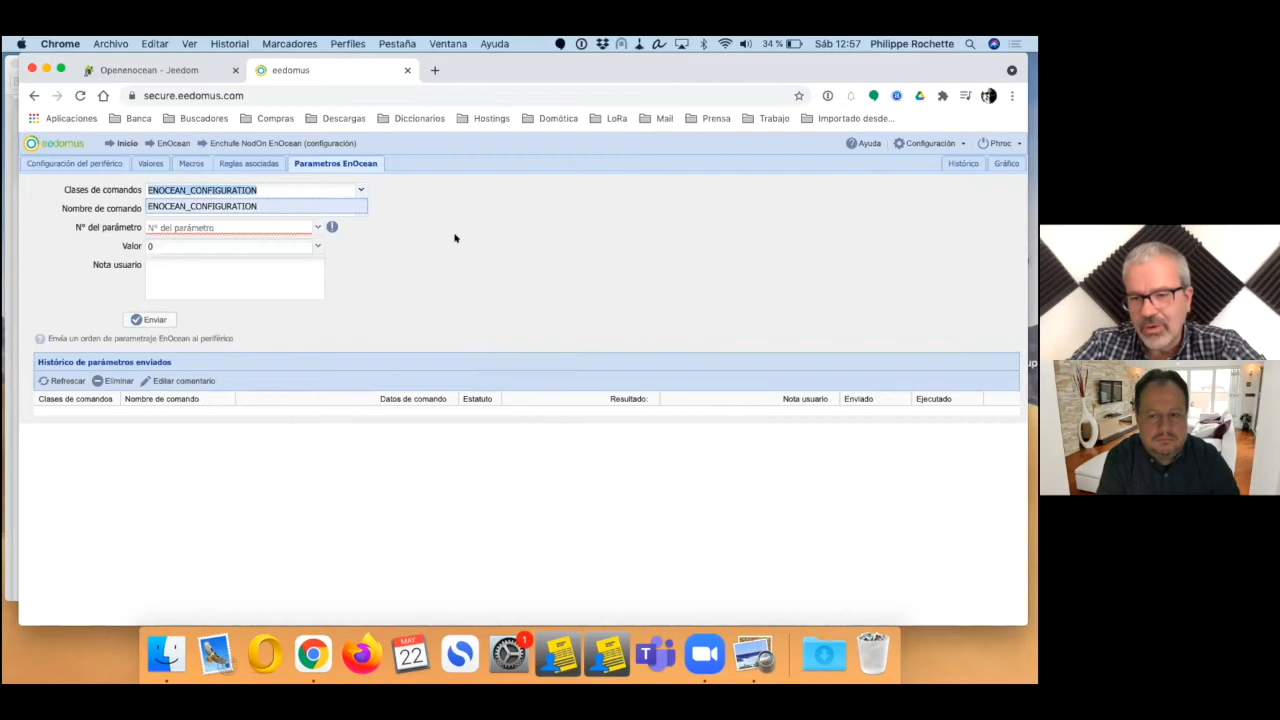 Chrome Archivo Editar Ver Historial Marcadores Perfiles Pestaña Ventana Ayuda 34 % Sáb 12:57 Philippe Rochette
Openenocean - Jeedom eedomus
secure.eedomus.com
Aplicaciones Banca Buscadores Compras Descargas Diccionarios Hostings Domótica LoRa Mail Prensa Trabajo Importado desde...
eedomus Inicio EnOcean Enchufe NodOn EnOcean (configuración) Ayuda Configuración Phroc
Configuración del periférico Valores Macros Reglas asociadas Parametros EnOcean Histórico Gráfico
Clases de comandos ENOCEAN_CONFIGURATION
Nombre de comando ENOCEAN_CONFIGURATION
N° del parámetro N° del parámetro
Valor 0
Nota usuario
Enviar
Envía un orden de parametraje EnOcean al periférico
Histórico de parámetros enviados
Refrescar Eliminar Editar comentario
Clases de comandos Nombre de comando Datos de comando Estatuto Resultado: Nota usuario Enviado Ejecutado
MAY
22
1